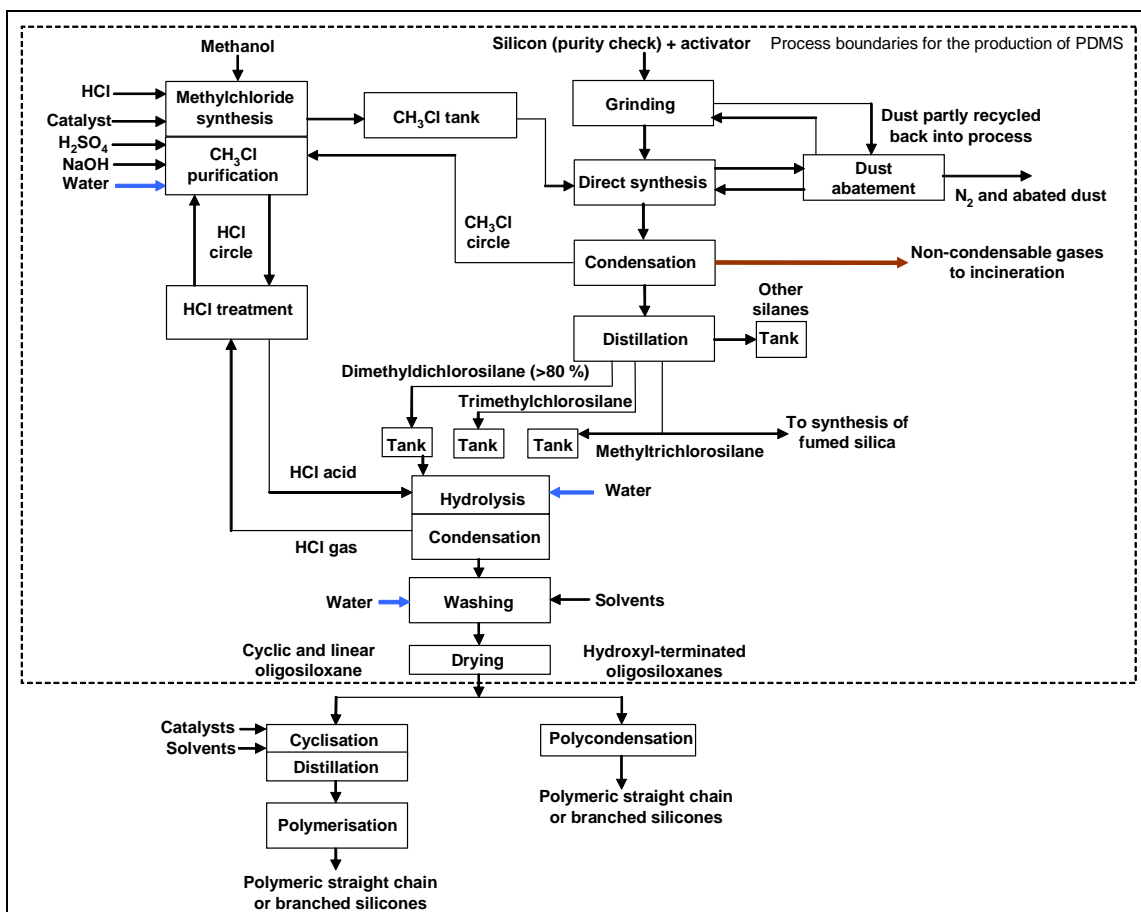 Methanol
Silicon (purity check) + activator
Process boundaries for the production of PDMS
HCl
Catalyst
H₂SO₄
NaOH
Water
Methylchloride
synthesis
CH₃Cl
purification
CH₃Cl tank
Grinding
Dust partly recycled
back into process
Direct synthesis
Dust
abatement
N₂ and abated dust
HCl
circle
CH₃Cl
circle
Condensation
Non-condensable gases
to incineration
HCl treatment
Other
silanes
Distillation
Tank
Dimethyldichlorosilane (>80 %)
Trimethylchlorosilane
Tank
Tank
Tank
Methyltrichlorosilane
To synthesis of
fumed silica
HCl acid
Hydrolysis
Water
Condensation
HCl gas
Water
Washing
Solvents
Cyclic and linear
oligosiloxane
Drying
Hydroxyl-terminated
oligosiloxanes
Catalysts
Solvents
Cyclisation
Distillation
Polycondensation
Polymerisation
Polymeric straight chain
or branched silicones
Polymeric straight chain
or branched silicones